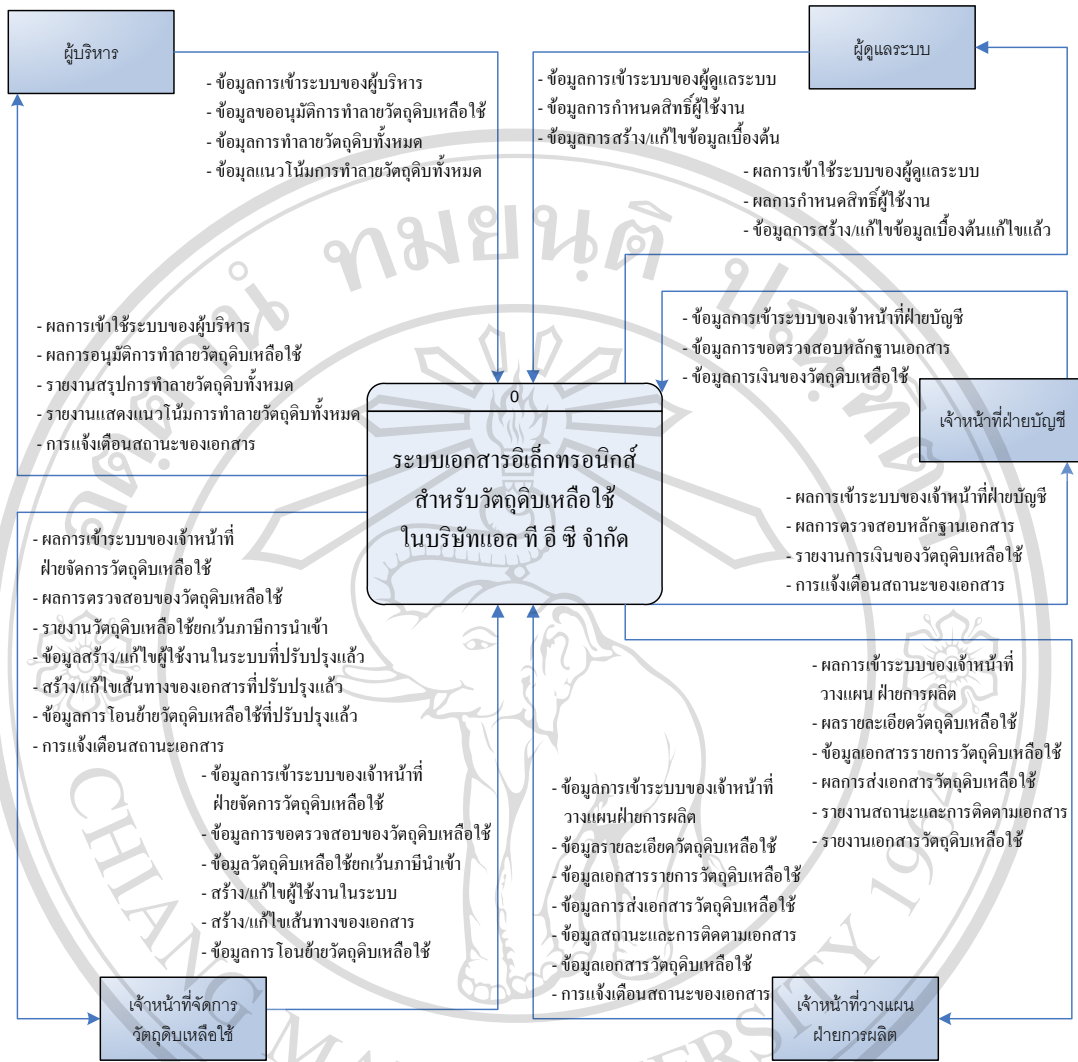 ผู้บริหาร
ผู้ดูแลระบบ
- ข้อมูลการเข้าระบบของผู้บริหาร
- ข้อมูลขออนุมัติการทำลายวัตถุดิบเหลือใช้
- ข้อมูลการทำลายวัตถุดิบทั้งหมด
- ข้อมูลแนวโน้มการทำลายวัตถุดิบทั้งหมด
- ข้อมูลการเข้าระบบของผู้ดูแลระบบ
- ข้อมูลการกำหนดสิทธิ์ผู้ใช้งาน
- ข้อมูลการสร้าง/แก้ไขข้อมูลเบื้องต้น
- ผลการเข้าใช้ระบบของผู้ดูแลระบบ
- ผลการกำหนดสิทธิ์ผู้ใช้งาน
- ข้อมูลการสร้าง/แก้ไขข้อมูลเบื้องต้นแก้ไขแล้ว
- ผลการเข้าใช้ระบบของผู้บริหาร
- ผลการอนุมัติการทำลายวัตถุดิบเหลือใช้
- รายงานสรุปการทำลายวัตถุดิบทั้งหมด
- รายงานแสดงแนวโน้มการทำลายวัตถุดิบทั้งหมด
- การแจ้งเตือนสถานะของเอกสาร
- ข้อมูลการเข้าระบบของเจ้าหน้าที่ฝ่ายบัญชี
- ข้อมูลการขอตรวจสอบหลักฐานเอกสาร
- ข้อมูลการเงินของวัตถุดิบเหลือใช้
เจ้าหน้าที่ฝ่ายบัญชี
0
ระบบเอกสารอิเล็กทรอนิกส์
สำหรับวัตถุดิบเหลือใช้
ในบริษัทแอล ที อี ซี จำกัด
- ผลการเข้าระบบของเจ้าหน้าที่ฝ่ายบัญชี
- ผลการตรวจสอบหลักฐานเอกสาร
- รายงานการเงินของวัตถุดิบเหลือใช้
- การแจ้งเตือนสถานะของเอกสาร
- ผลการเข้าระบบของเจ้าหน้าที่
ฝ่ายจัดการวัตถุดิบเหลือใช้
- ผลการตรวจสอบของวัตถุดิบเหลือใช้
- รายงานวัตถุดิบเหลือใช้ยกเว้นภาษีการนำเข้า
- ข้อมูลสร้าง/แก้ไขผู้ใช้งานในระบบที่ปรับปรุงแล้ว
- สร้าง/แก้ไขเส้นทางของเอกสารที่ปรับปรุงแล้ว
- ข้อมูลการโอนย้ายวัตถุดิบเหลือใช้ที่ปรับปรุงแล้ว
- การแจ้งเตือนสถานะเอกสาร
- ผลการเข้าระบบของเจ้าหน้าที่
วางแผน ฝ่ายการผลิต
- ผลรายละเอียดวัตถุดิบเหลือใช้
- ข้อมูลเอกสารรายการวัตถุดิบเหลือใช้
- ผลการส่งเอกสารวัตถุดิบเหลือใช้
- รายงานสถานะและการติดตามเอกสาร
- รายงานเอกสารวัตถุดิบเหลือใช้
- ข้อมูลการเข้าระบบของเจ้าหน้าที่
ฝ่ายจัดการวัตถุดิบเหลือใช้
- ข้อมูลการขอตรวจสอบของวัตถุดิบเหลือใช้
- ข้อมูลวัตถุดิบเหลือใช้ยกเว้นภาษีนำเข้า
- สร้าง/แก้ไขผู้ใช้งานในระบบ
- สร้าง/แก้ไขเส้นทางของเอกสาร
- ข้อมูลการโอนย้ายวัตถุดิบเหลือใช้
- ข้อมูลการเข้าระบบของเจ้าหน้าที่
วางแผนฝ่ายการผลิต
- ข้อมูลรายละเอียดวัตถุดิบเหลือใช้
- ข้อมูลเอกสารรายการวัตถุดิบเหลือใช้
- ข้อมูลการส่งเอกสารวัตถุดิบเหลือใช้
- ข้อมูลสถานะและการติดตามเอกสาร
- ข้อมูลเอกสารวัตถุดิบเหลือใช้
- การแจ้งเตือนสถานะของเอกสาร
เจ้าหน้าที่จัดการ
วัตถุดิบเหลือใช้
เจ้าหน้าที่วางแผน
ฝ่ายการผลิต
อตฺตานํ ทมยนฺติ ปณฺฑิตา
CHIANG MAI UNIVERSITY 1964